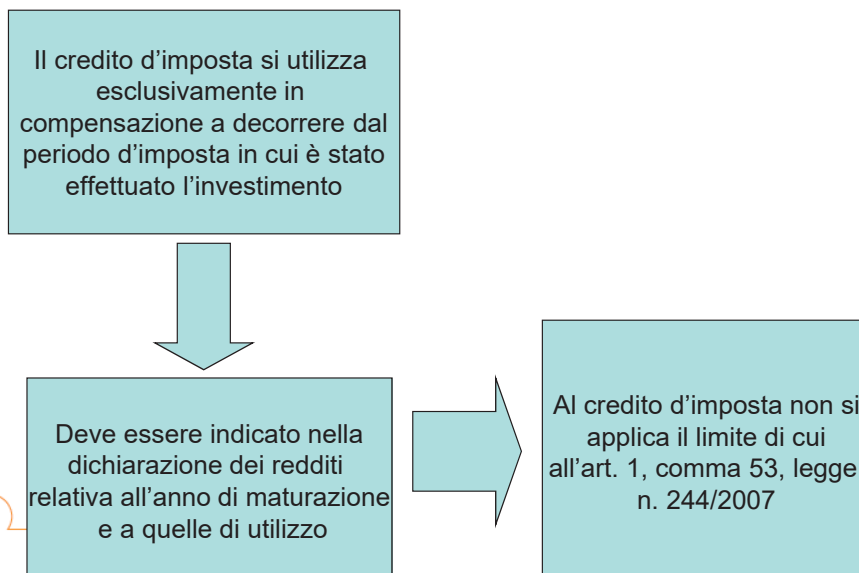 Il credito d’imposta si utilizza
esclusivamente in
compensazione a decorrere dal
periodo d’imposta in cui è stato
effettuato l’investimento
Deve essere indicato nella
dichiarazione dei redditi
relativa all’anno di maturazione
e a quelle di utilizzo
Al credito d’imposta non si
applica il limite di cui
all’art. 1, comma 53, legge
n. 244/2007